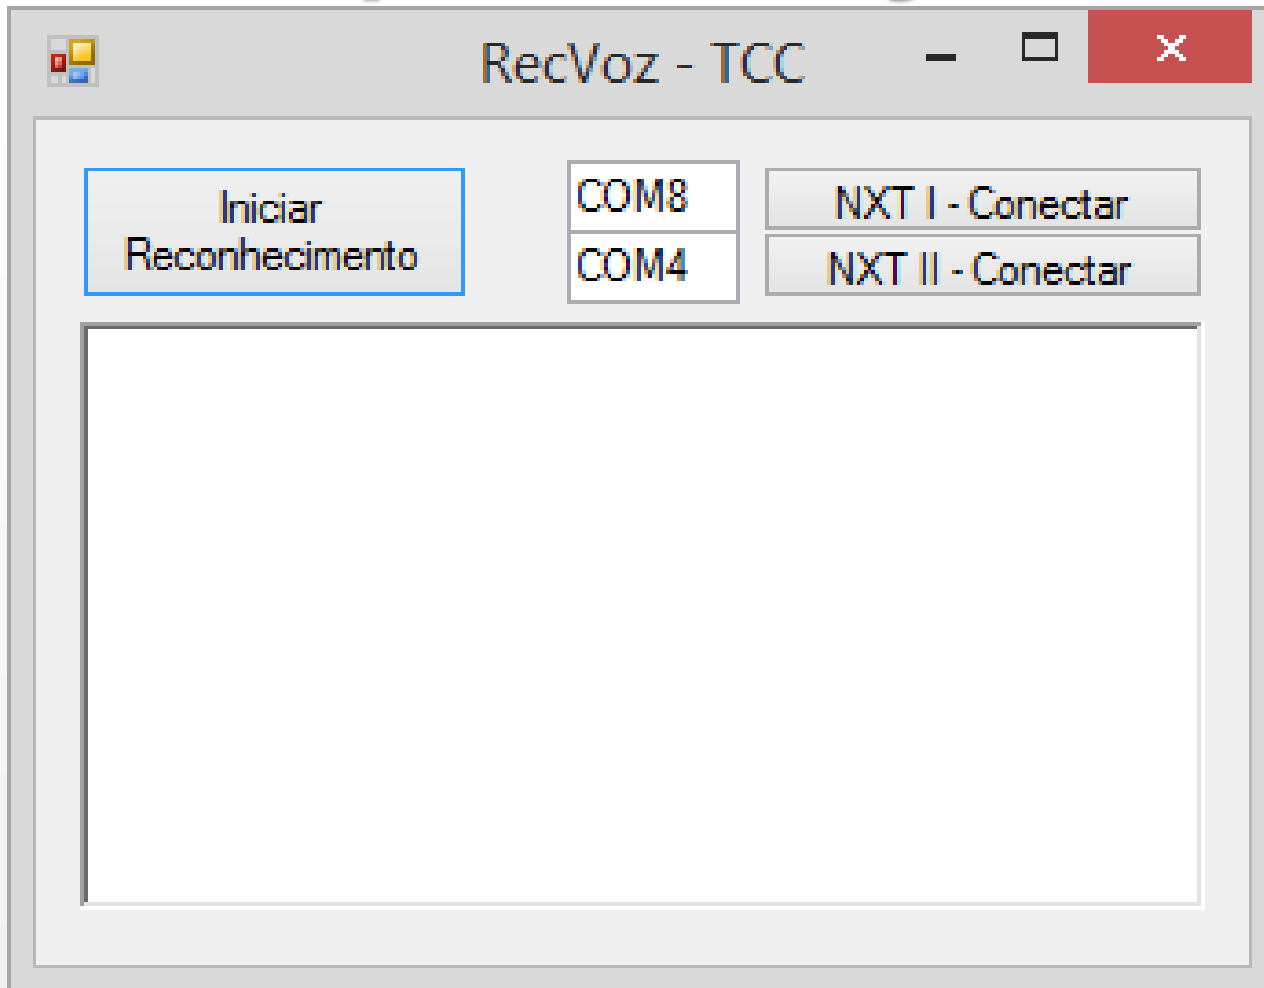 RecVoz - TCC
Iniciar
Reconhecimento
COM8
NXT I - Conectar
COM4
NXT II - Conectar